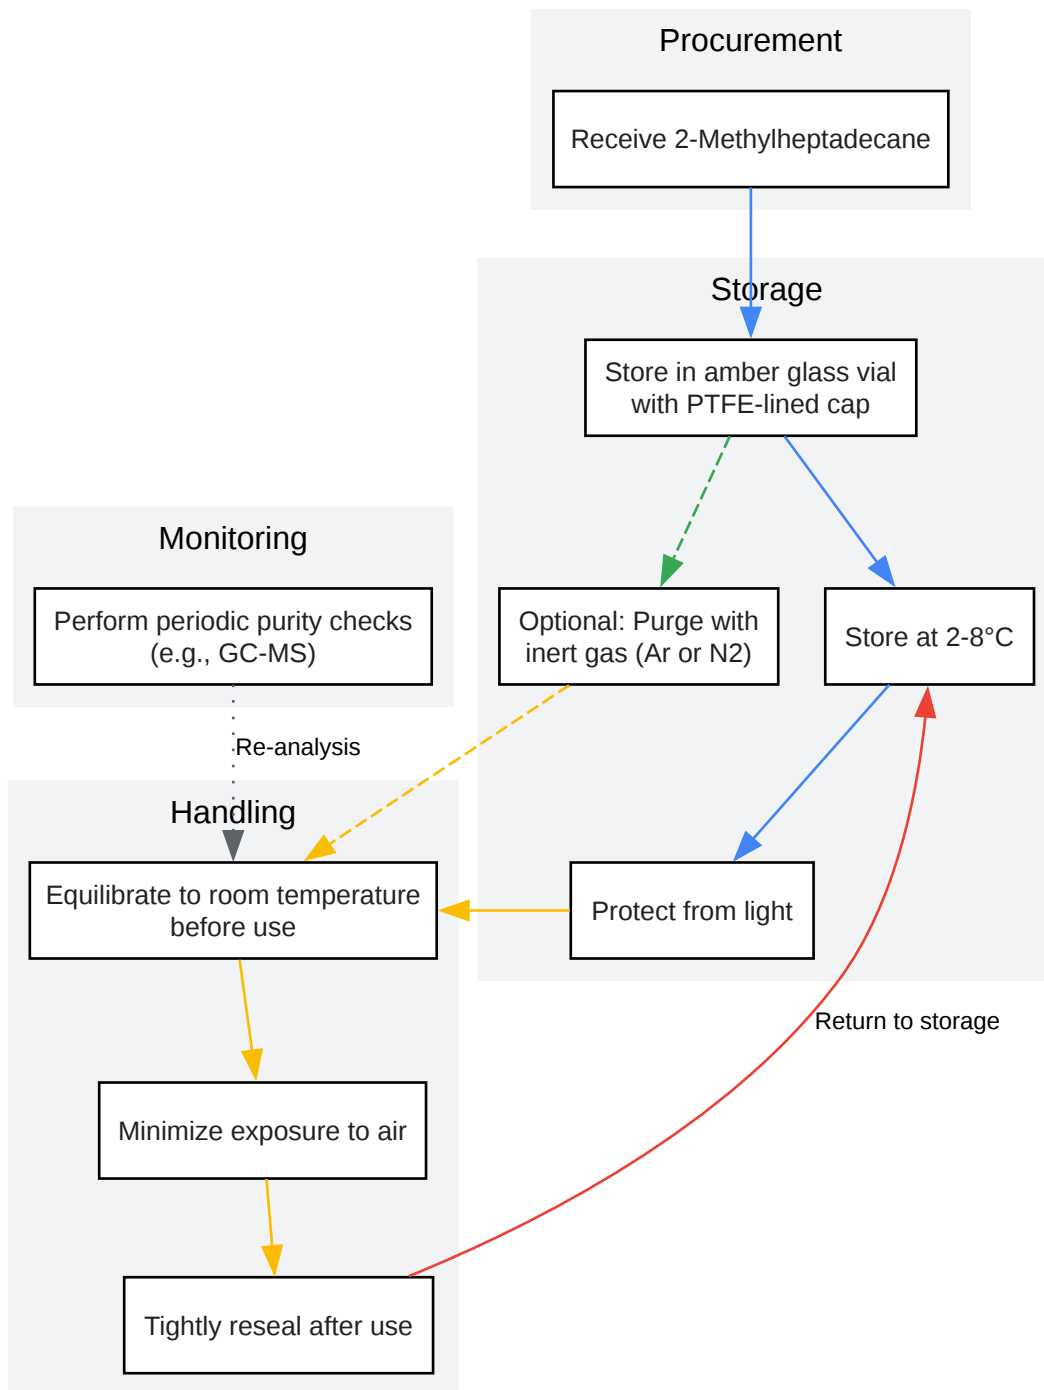 Procurement
Receive 2-Methylheptadecane
Storage
Store in amber glass vial
with PTFE-lined cap
Monitoring
Perform periodic purity checks
(e.g., GC-MS)
Optional: Purge with
inert gas (Ar or N2)
Store at 2-8°C
Re-analysis
Handling
Equilibrate to room temperature
before use
Protect from light
Return to storage
Minimize exposure to air
Tightly reseal after use